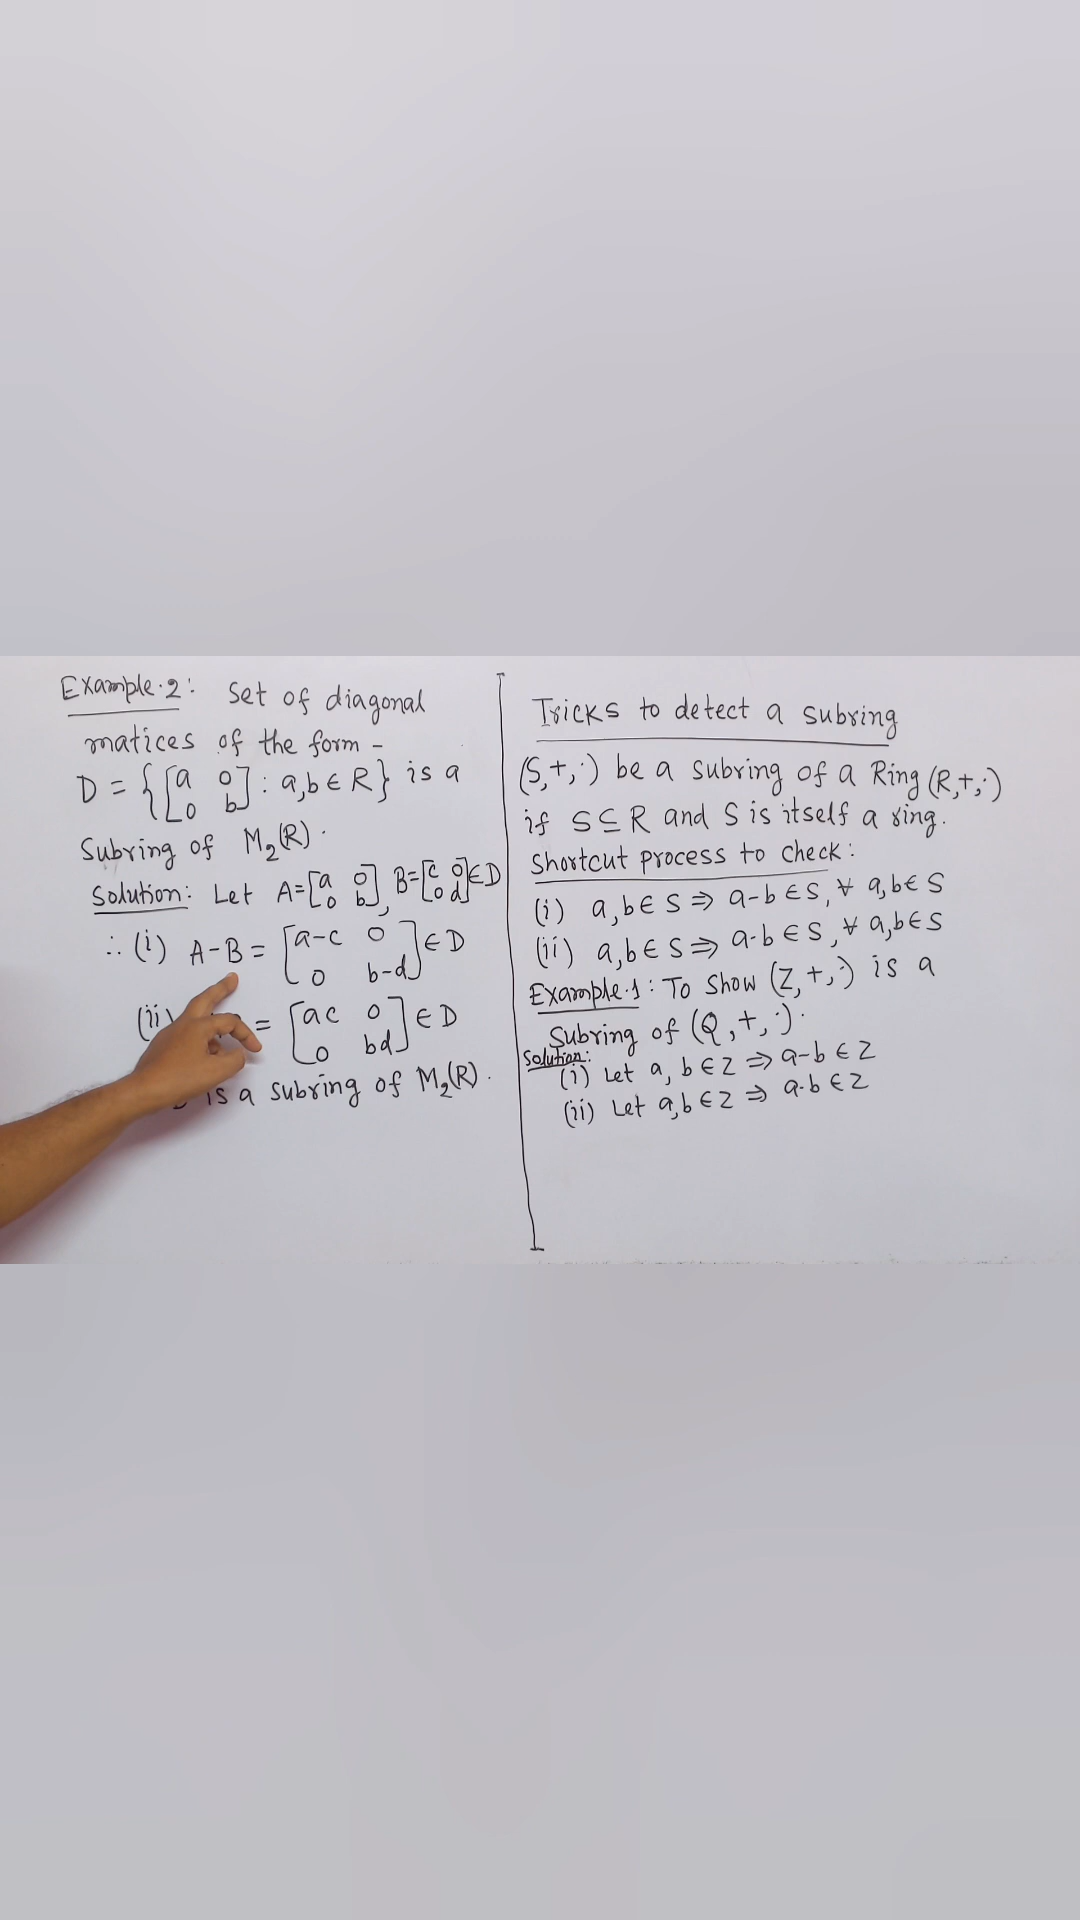 Example.2: Set of diagonal
matices of the form -
D = {[a 0 0 b] : a,b ∈ R} is a
Subring of M₂(R).
Solution: Let A=[a 0 0 b], B=[c 0 0 d] ∈ D
∴ (i) A-B = [a-c 0 0 b-d] ∈ D
(ii) = [ac 0 0 bd] ∈ D
is a subring of M₂(R).
Tricks to detect a subring
(S,+,·) be a subring of a Ring (R,+,·)
if S⊆R and S is itself a ring.
Shortcut process to check:
(i) a,b∈S ⇒ a-b∈S, ∀ a,b∈S
(ii) a,b∈S ⇒ a·b∈S, ∀ a,b∈S
Example.1: To show (Z,+,·) is a
Subring of (Q,+,·).
Solution:
(i) Let a, b∈Z ⇒ a-b∈Z
(ii) Let a,b∈Z ⇒ a·b∈Z